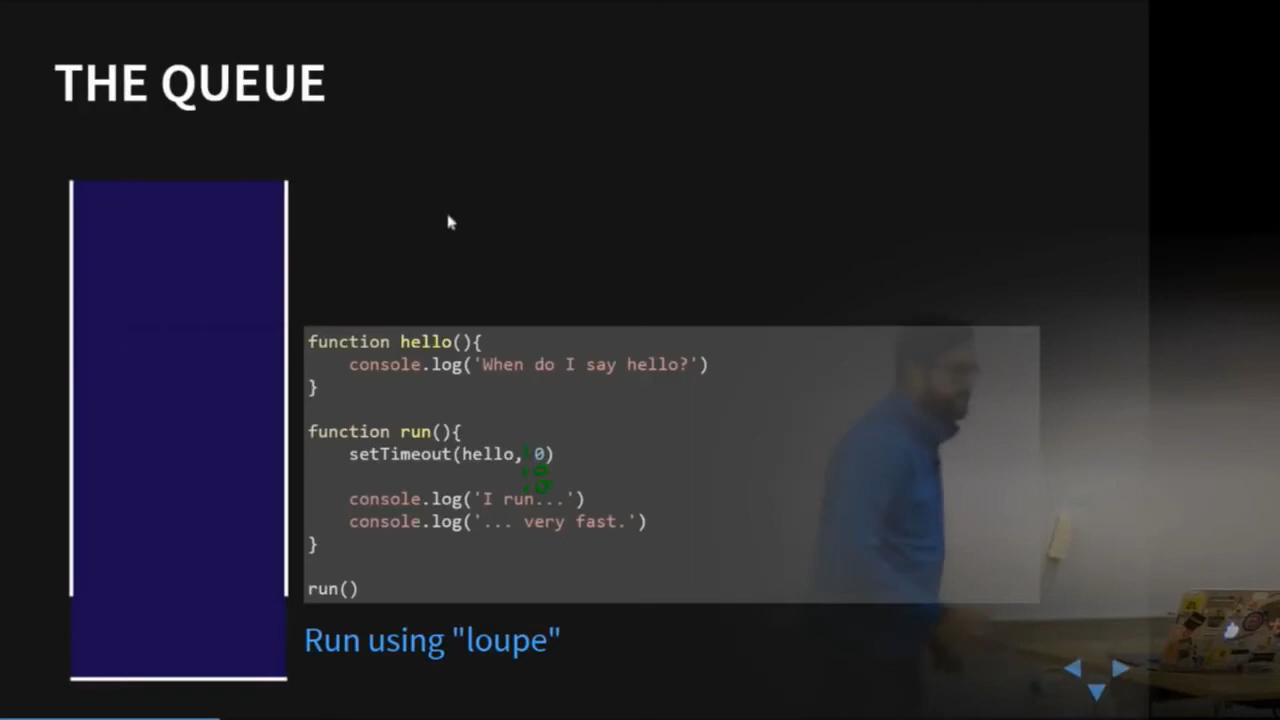 THE QUEUE
function hello(){
    console.log('When do I say hello?')
}
function run(){
    setTimeout(hello, 0)
    console.log('I run...')
    console.log('... very fast.')
}
run()
Run using "loupe"